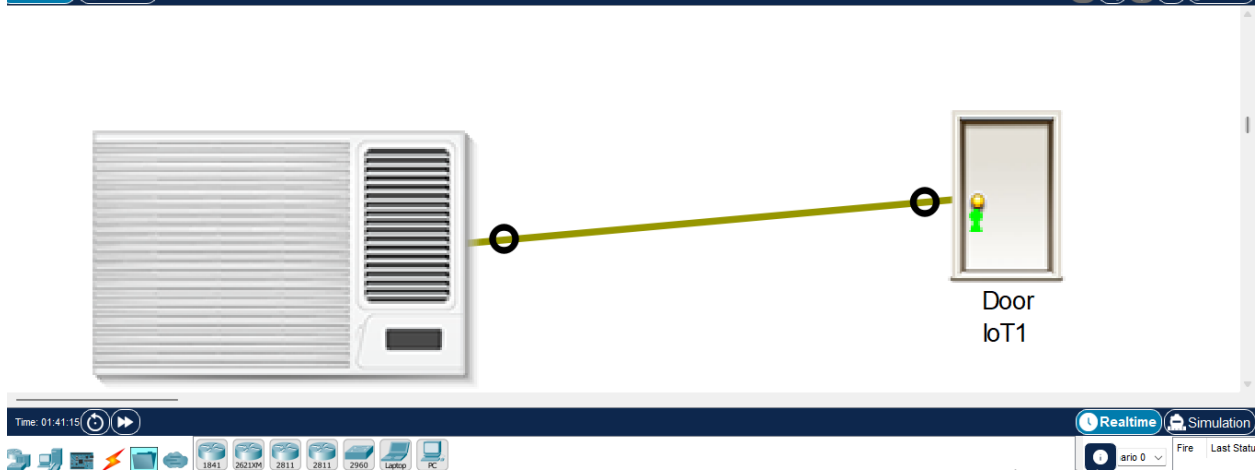 Door
IoT1
Time: 01:41:15
Realtime
Simulation
1841
2621XM
2811
2811
2960
Laptop
PC
ario 0
Fire
Last Statu